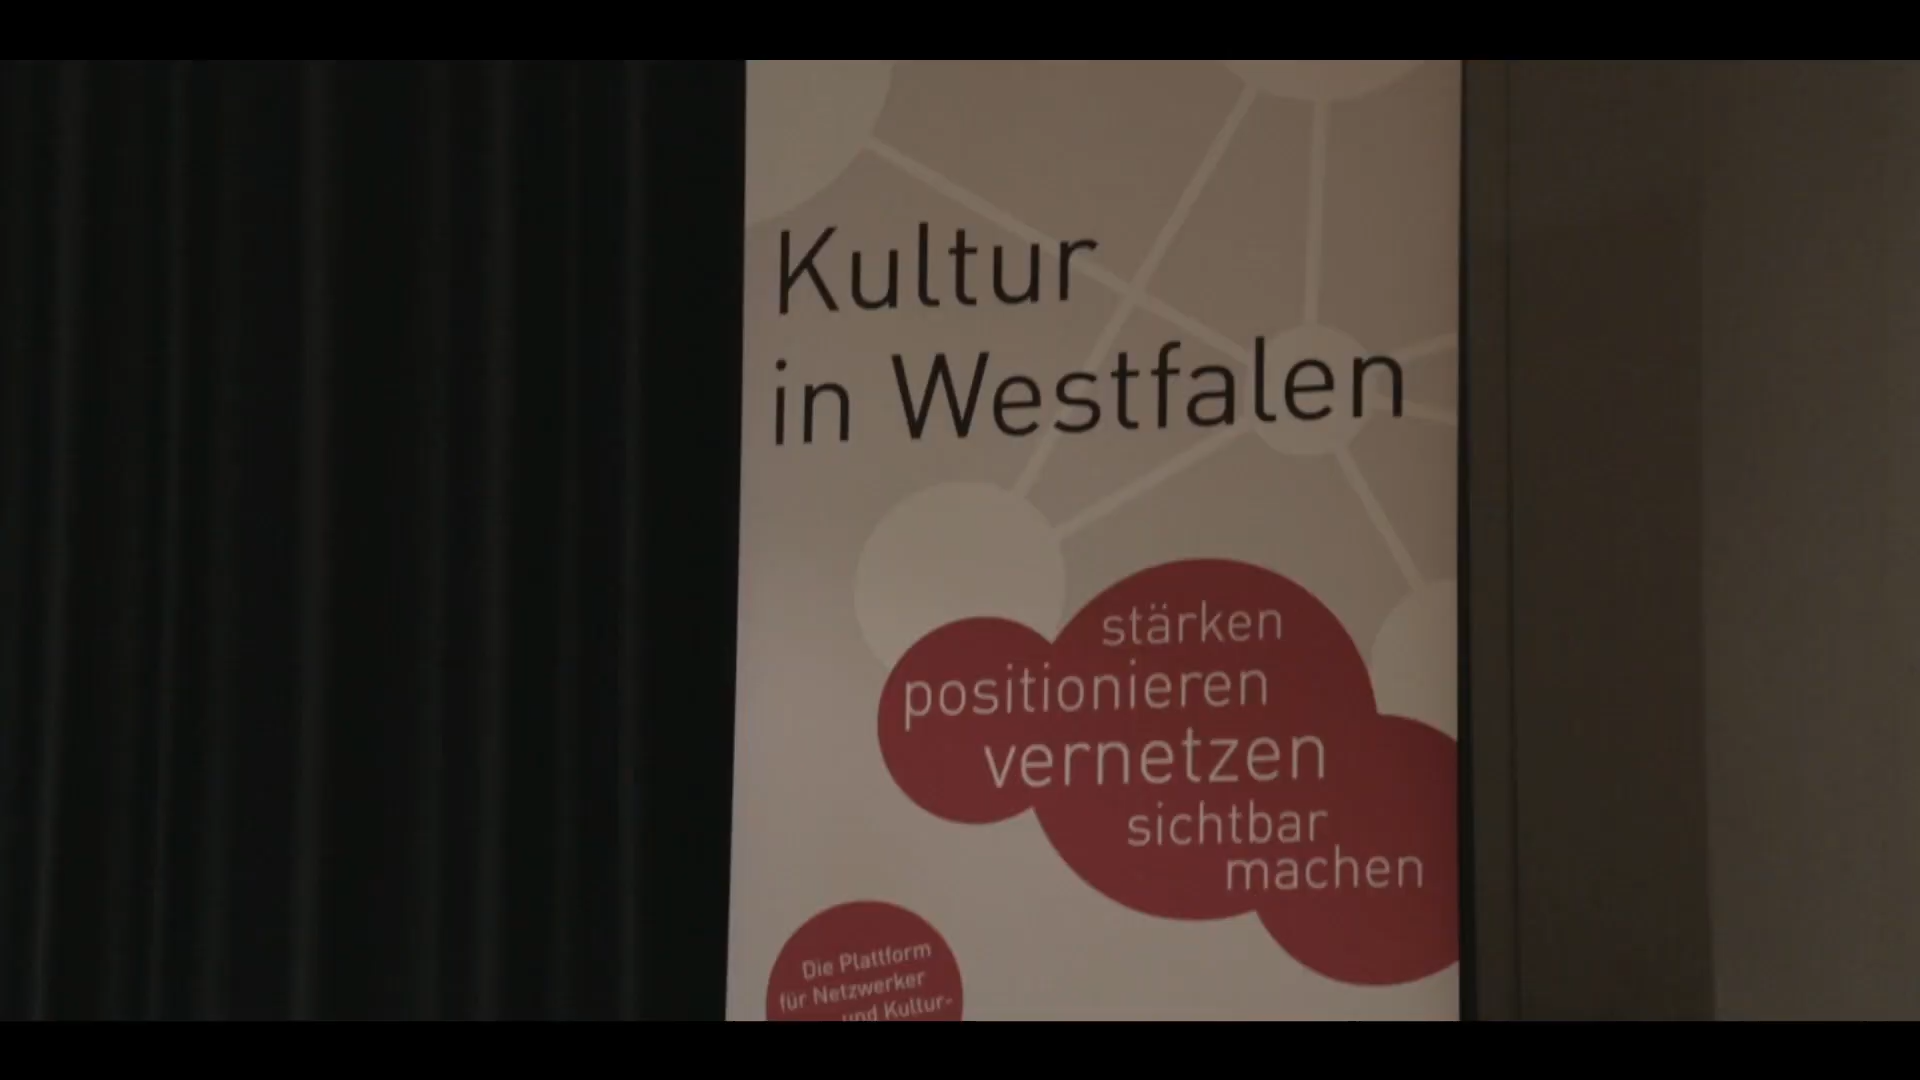 Kultur
in Westfalen
stärken
positionieren
vernetzen
sichtbar
machen
Die Plattform
für Netzwerker
und Kultur-